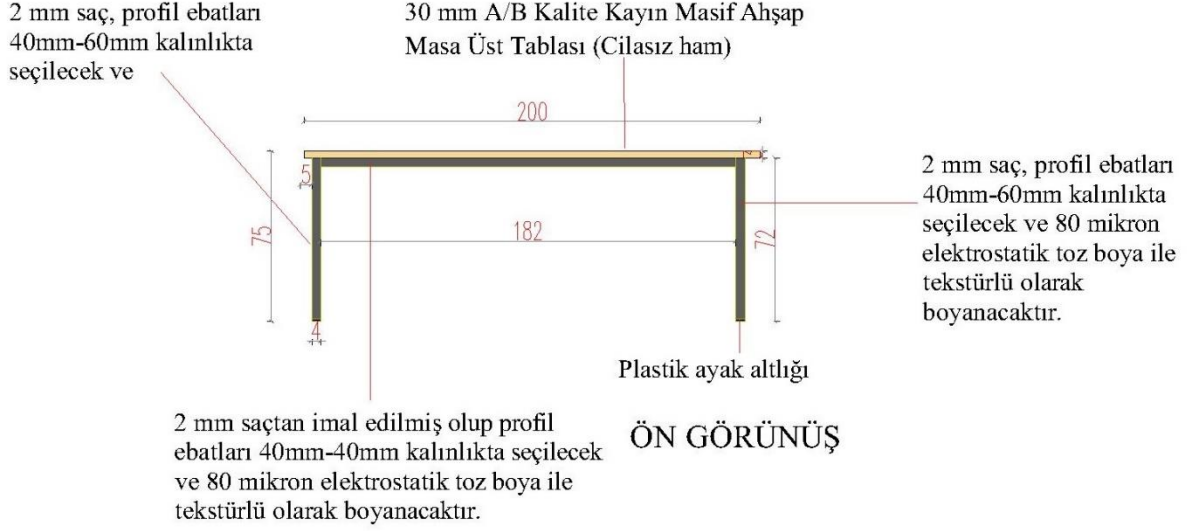 2 mm saç, profil ebatları
40mm-60mm kalınlıkta
seçilecek ve
30 mm A/B Kalite Kayın Masif Ahşap
Masa Üst Tablası (Cilasız ham)
200
5
75
182
72
4
2 mm saç, profil ebatları
40mm-60mm kalınlıkta
seçilecek ve 80 mikron
elektrostatik toz boya ile
tekstürlü olarak
boyanacaktır.
Plastik ayak altlığı
2 mm saçtan imal edilmiş olup profil
ebatları 40mm-40mm kalınlıkta seçilecek
ve 80 mikron elektrostatik toz boya ile
tekstürlü olarak boyanacaktır.
ÖN GÖRÜNÜŞ